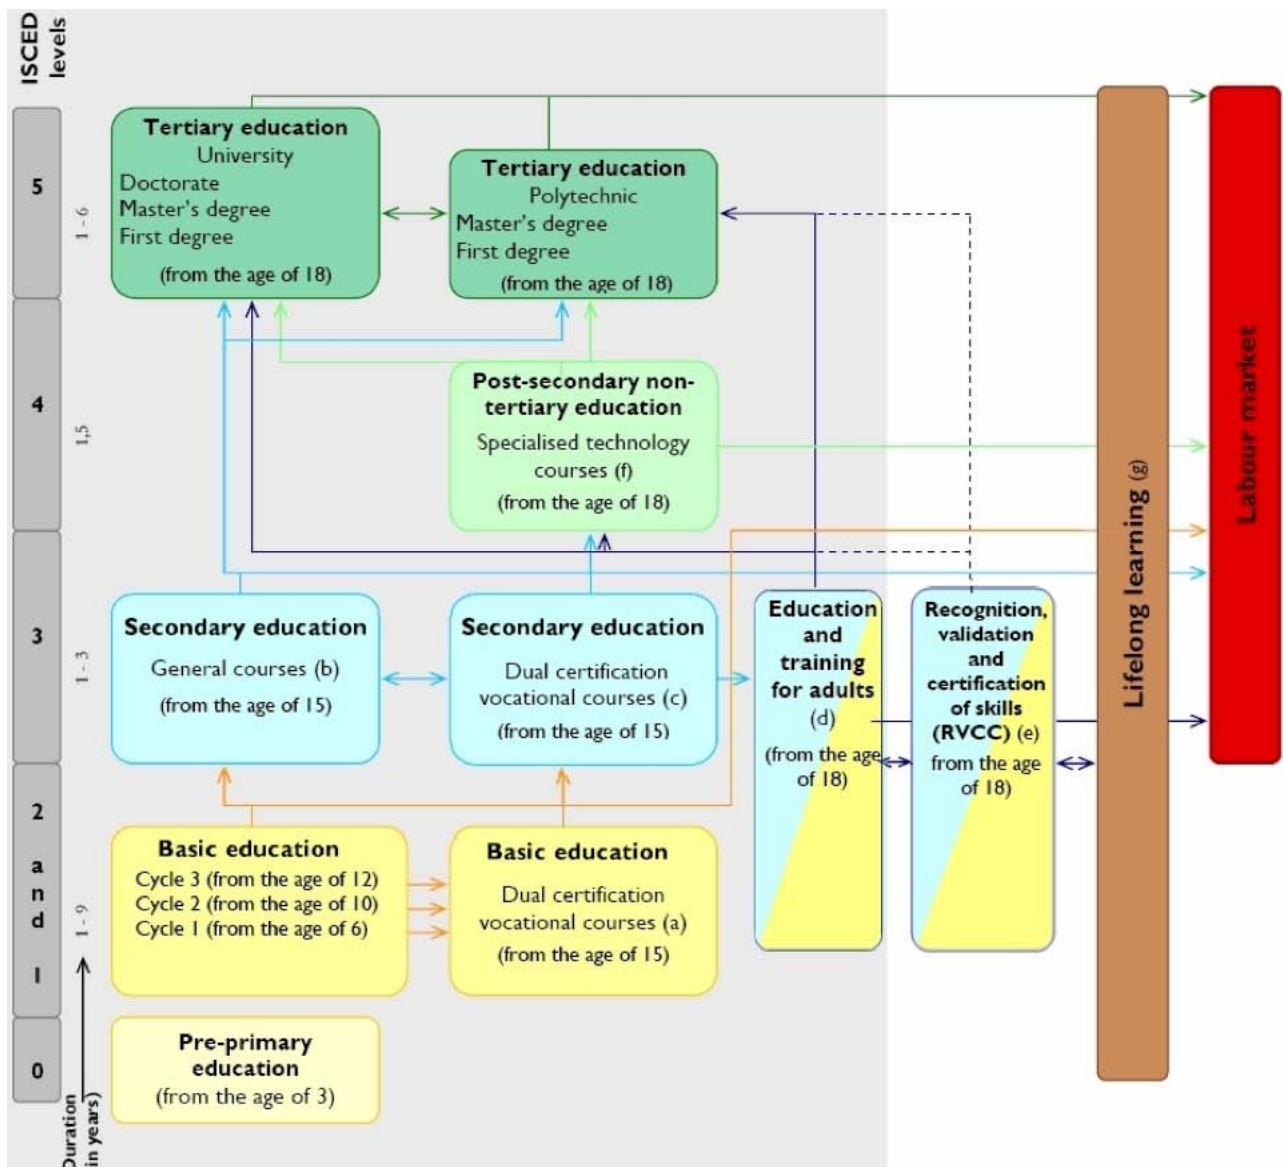 ISCED
levels
5
1 - 6
4
1,5
3
1 - 3
2
a
n
d
1
1 - 9
0
Duration
in years)
Tertiary education
University
Doctorate
Master's degree
First degree
(from the age of 18)
Tertiary education
Polytechnic
Master's degree
First degree
(from the age of 18)
Post-secondary non-
tertiary education
Specialised technology
courses (f)
(from the age of 18)
Secondary education
General courses (b)
(from the age of 15)
Secondary education
Dual certification
vocational courses (c)
(from the age of 15)
Education
and
training
for adults
(d)
(from the age
of 18)
Recognition,
validation
and
certification
of skills
(RVCC) (e)
from the age
of 18)
Basic education
Cycle 3 (from the age of 12)
Cycle 2 (from the age of 10)
Cycle 1 (from the age of 6)
Basic education
Dual certification
vocational courses (a)
(from the age of 15)
Pre-primary
education
(from the age of 3)
Lifelong learning (g)
Labour market